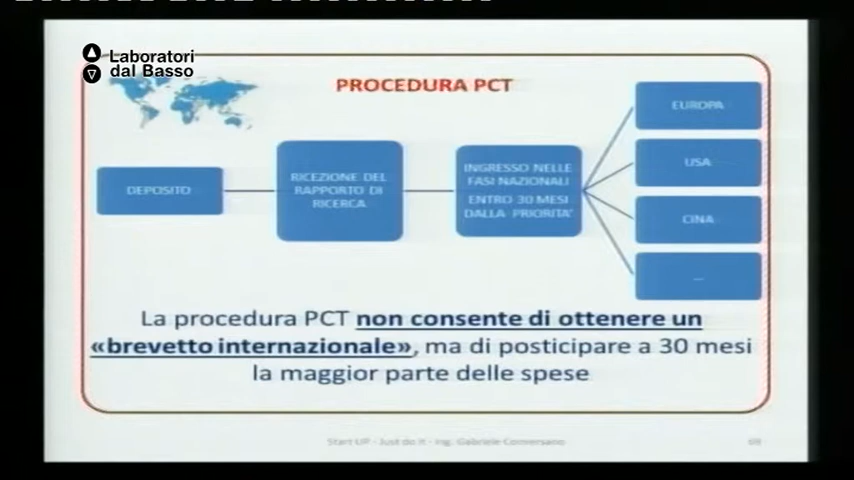 Laboratori
dal Basso
PROCEDURA PCT
DEPOSITO
RICEZIONE DEL
RAPPORTO DI
RICERCA
INGRESSO NELLE
FASI NAZIONALI
ENTRO 30 MESI
DALLA PRIORITA'
EUROPA
USA
CINA
...
La procedura PCT non consente di ottenere un
«brevetto internazionale», ma di posticipare a 30 mesi
la maggior parte delle spese
Start UP - Just do it - Ing. Gabriele Conversano